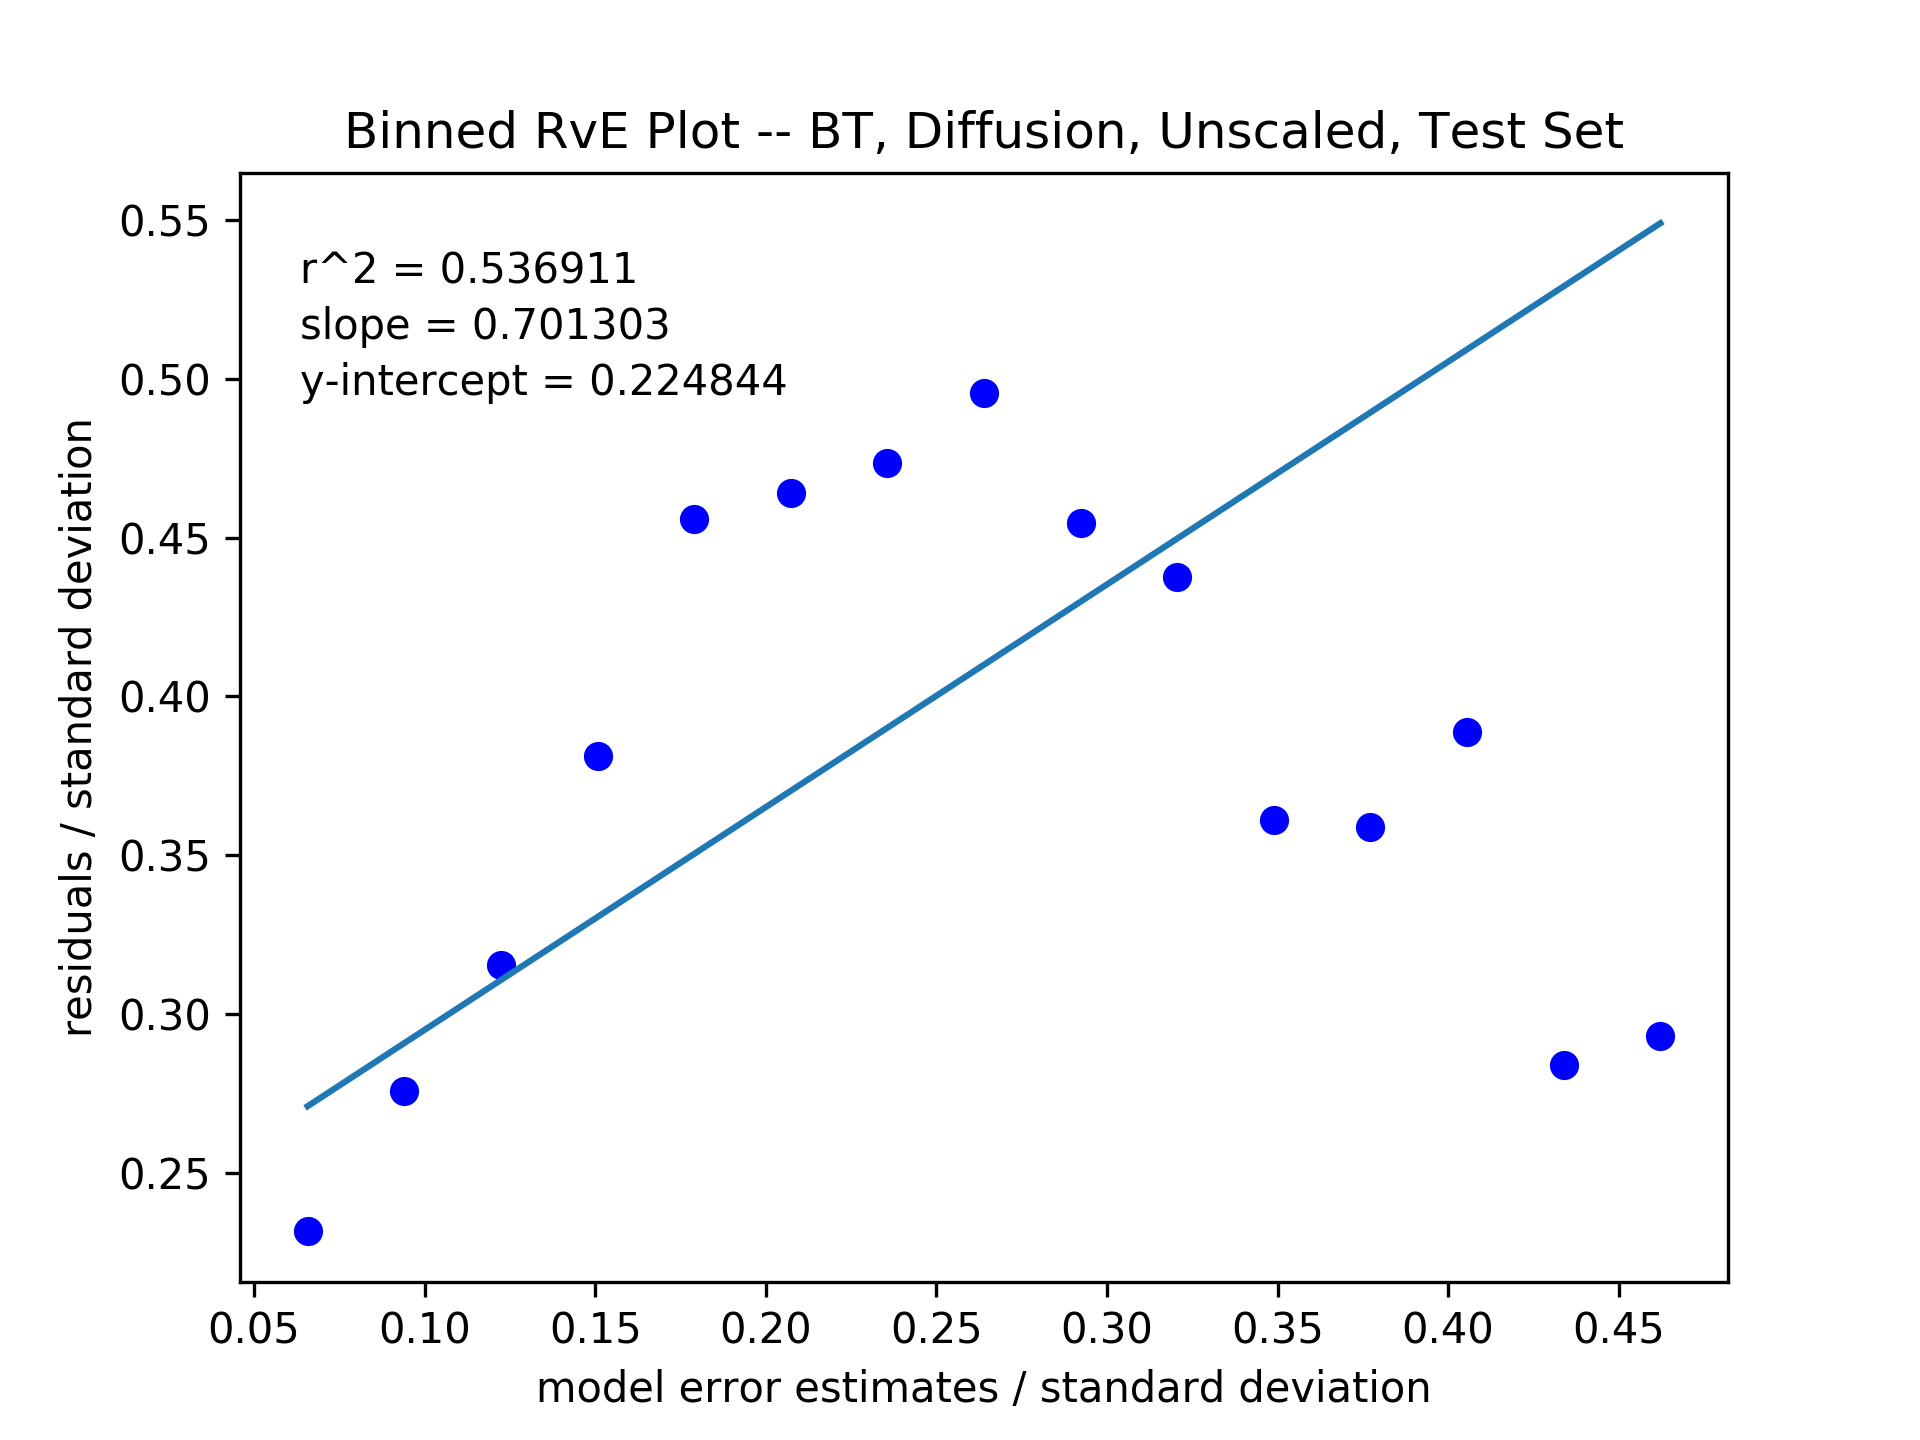 Binned RvE Plot -- BT, Diffusion, Unscaled, Test Set
r^2 = 0.536911
slope = 0.701303
y-intercept = 0.224844
residuals / standard deviation
0.55
0.50
0.45
0.40
0.35
0.30
0.25
0.05 0.10 0.15 0.20 0.25 0.30 0.35 0.40 0.45
model error estimates / standard deviation